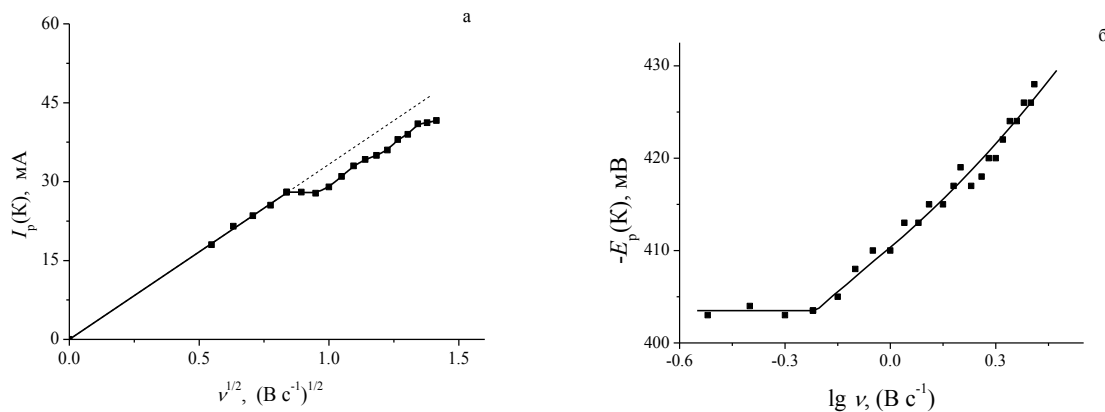 а
60
45
30
15
0
I_p(К), мА
0.0 0.5 1.0 1.5
ν^{1/2}, (В с^{-1})^{1/2}
б
430
420
410
400
-E_p(К), мВ
-0.6 -0.3 0.0 0.3
lg ν, (В с^{-1})